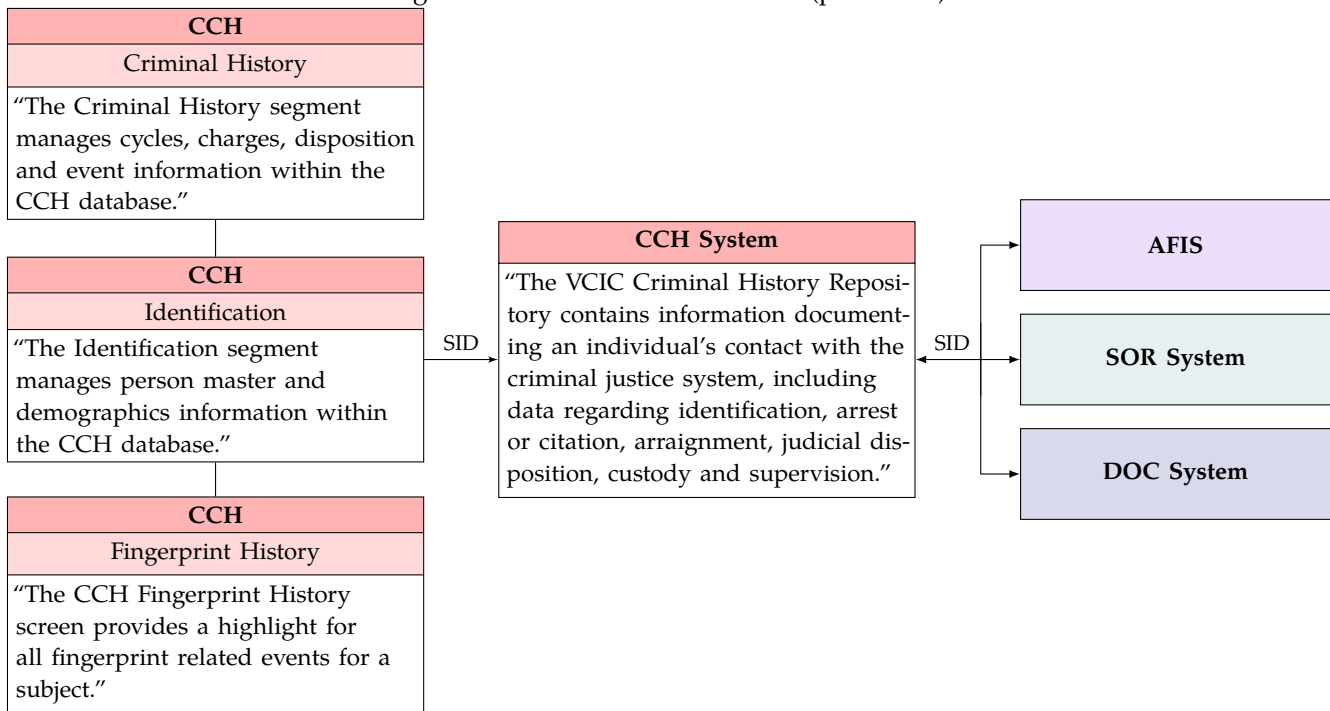 CCH
Criminal History
“The Criminal History segment
manages cycles, charges, disposition
and event information within the
CCH database.”
CCH
Identification
“The Identification segment
manages person master and
demographics information within
the CCH database.”
CCH
Fingerprint History
“The CCH Fingerprint History
screen provides a highlight for
all fingerprint related events for a
subject.”
SID
CCH System
“The VCIC Criminal History Reposi-
tory contains information document-
ing an individual’s contact with the
criminal justice system, including
data regarding identification, arrest
or citation, arraignment, judicial dis-
position, custody and supervision.”
SID
AFIS
SOR System
DOC System